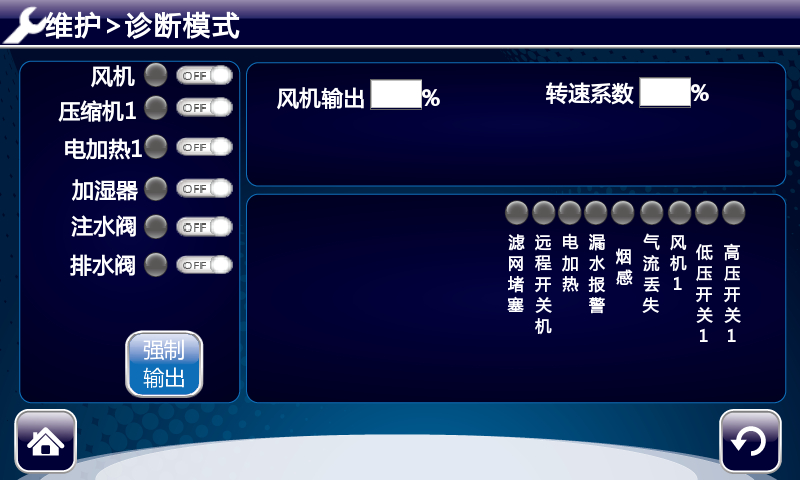 维护>诊断模式
风机 OFF
压缩机1 OFF
电加热1 OFF
加湿器 OFF
注水阀 OFF
排水阀 OFF
强制
输出
风机输出 %
转速系数 %
滤网堵塞
远程开关机
电加热
漏水报警
烟感
气流丢失
风机1
低压开关1
高压开关1